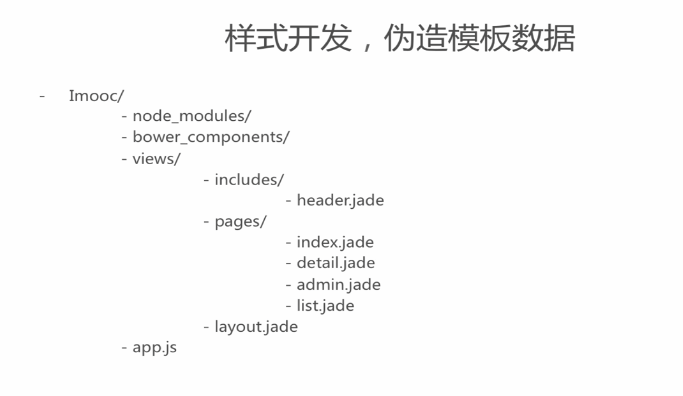 样式开发，伪造模板数据
- Imooc/
- node_modules/
- bower_components/
- views/
- includes/
- header.jade
- pages/
- index.jade
- detail.jade
- admin.jade
- list.jade
- layout.jade
- app.js